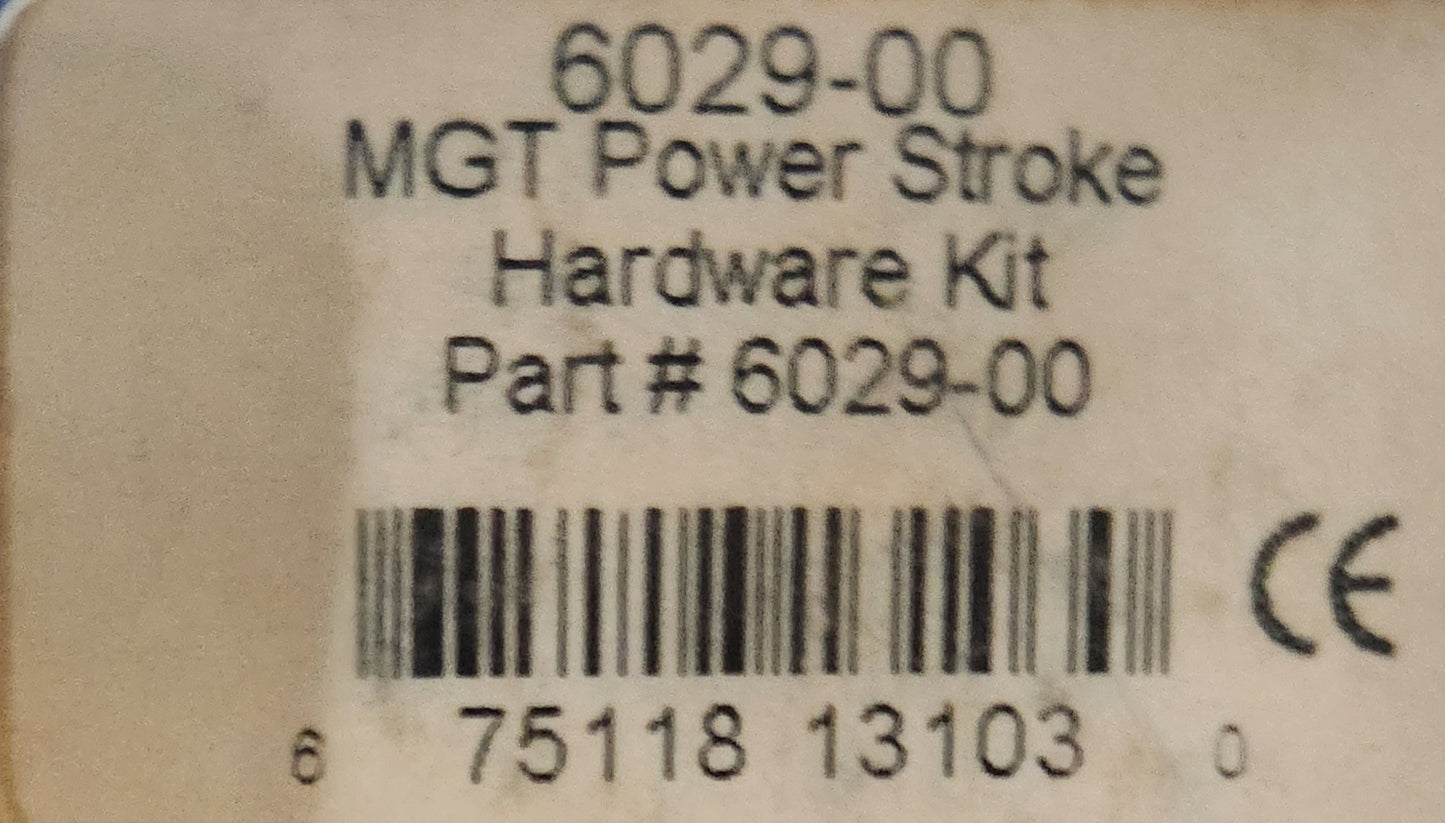 6029-00
MGT Power Stroke
Hardware Kit
Part # 6029-00
CE
6 75118 13103 0